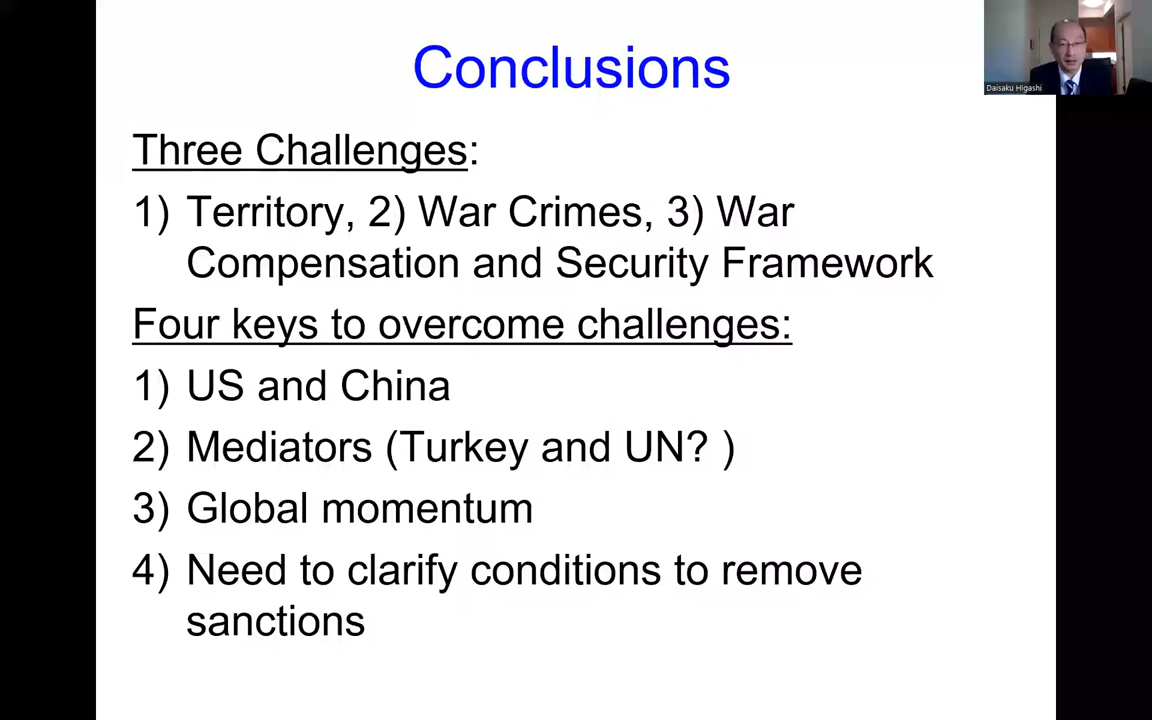 Conclusions
Daisaku Higashi
Three Challenges:
1) Territory, 2) War Crimes, 3) War
Compensation and Security Framework
Four keys to overcome challenges:
1) US and China
2) Mediators (Turkey and UN? )
3) Global momentum
4) Need to clarify conditions to remove
sanctions